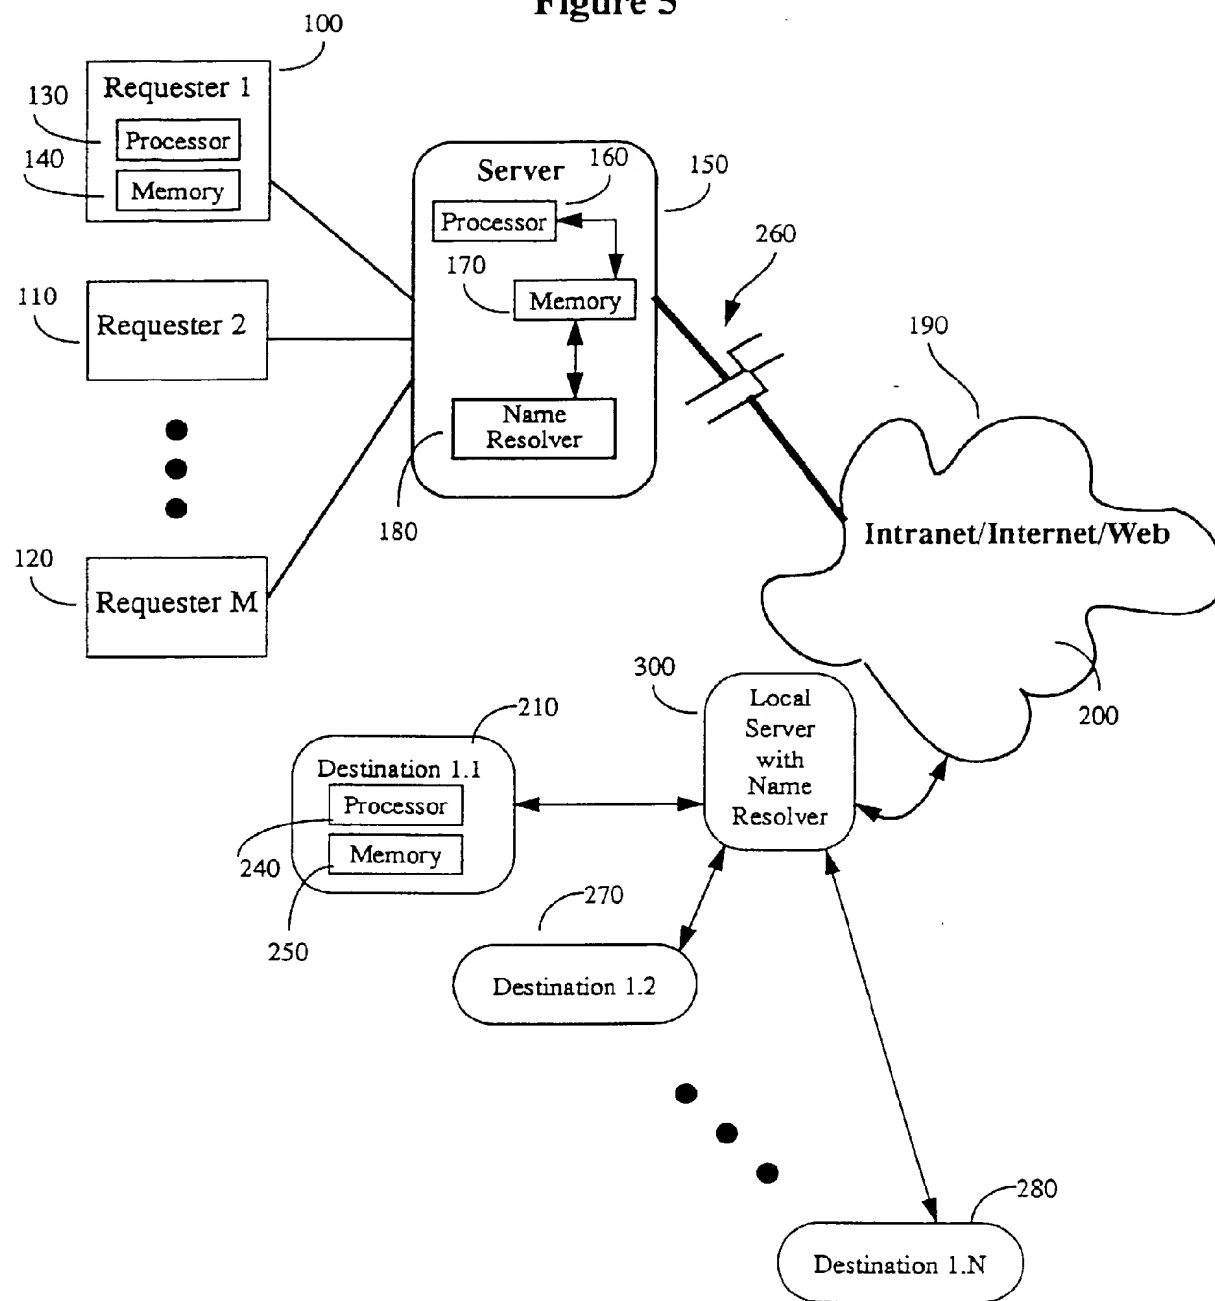 Figure 5
100
Requester 1
130
Processor
140
Memory
Server
160
150
Processor
260
170
Memory
110
Requester 2
190
Name
Resolver
180
Intranet/Internet/Web
120
Requester M
300
Local
Server
with
Name
Resolver
200
210
Destination 1.1
Processor
240
Memory
250
270
Destination 1.2
280
Destination 1.N